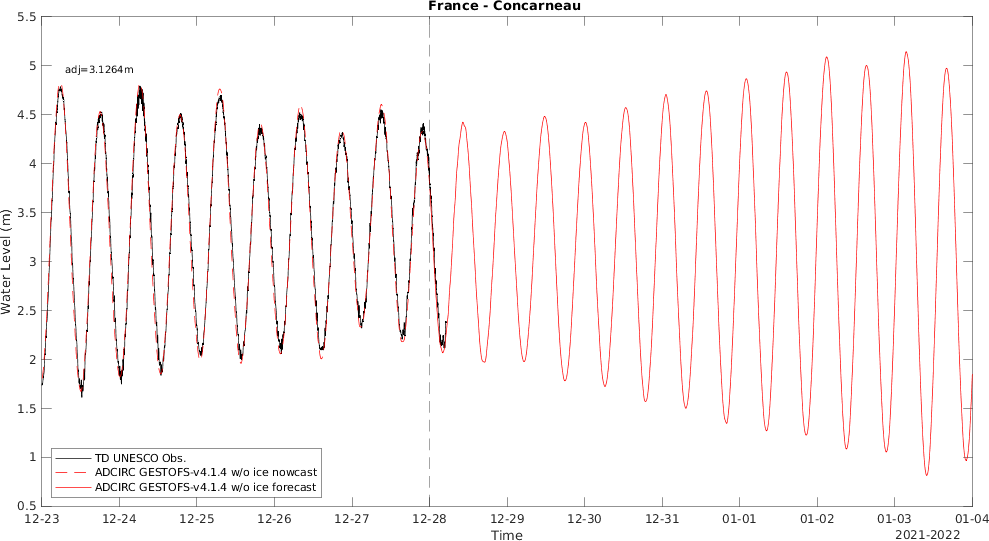 France - Concarneau
adj=3.1264m
Water Level (m)
5.5
5
4.5
4
3.5
3
2.5
2
1.5
1
0.5
TD UNESCO Obs.
ADCIRC GESTOFS-v4.1.4 w/o ice nowcast
ADCIRC GESTOFS-v4.1.4 w/o ice forecast
12-23 12-24 12-25 12-26 12-27 12-28 12-29 12-30 12-31 01-01 01-02 01-03 01-04
Time
2021-2022